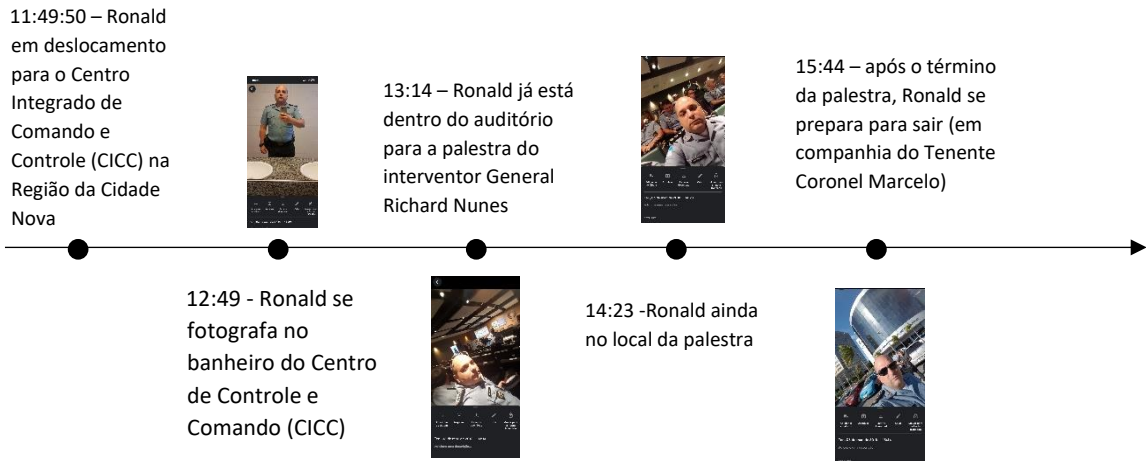 11:49:50 – Ronald
em deslocamento
para o Centro
Integrado de
Comando e
Controle (CICC) na
Região da Cidade
Nova
12:49 - Ronald se
fotografa no
banheiro do Centro
de Controle e
Comando (CICC)
13:14 – Ronald já está
dentro do auditório
para a palestra do
interventor General
Richard Nunes
14:23 -Ronald ainda
no local da palestra
15:44 – após o término
da palestra, Ronald se
prepara para sair (em
companhia do Tenente
Coronel Marcelo)